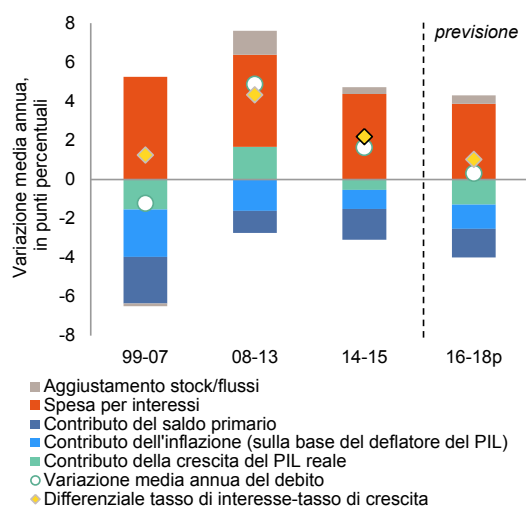 Variazione media annua,
in punti percentuali
8
6
4
2
0
-2
-4
-6
-8
previsione
99-07
08-13
14-15
16-18p
Aggiustamento stock/flussi
Spesa per interessi
Contributo del saldo primario
Contributo dell'inflazione (sulla base del deflatore del PIL)
Contributo della crescita del PIL reale
Variazione media annua del debito
Differenziale tasso di interesse-tasso di crescita